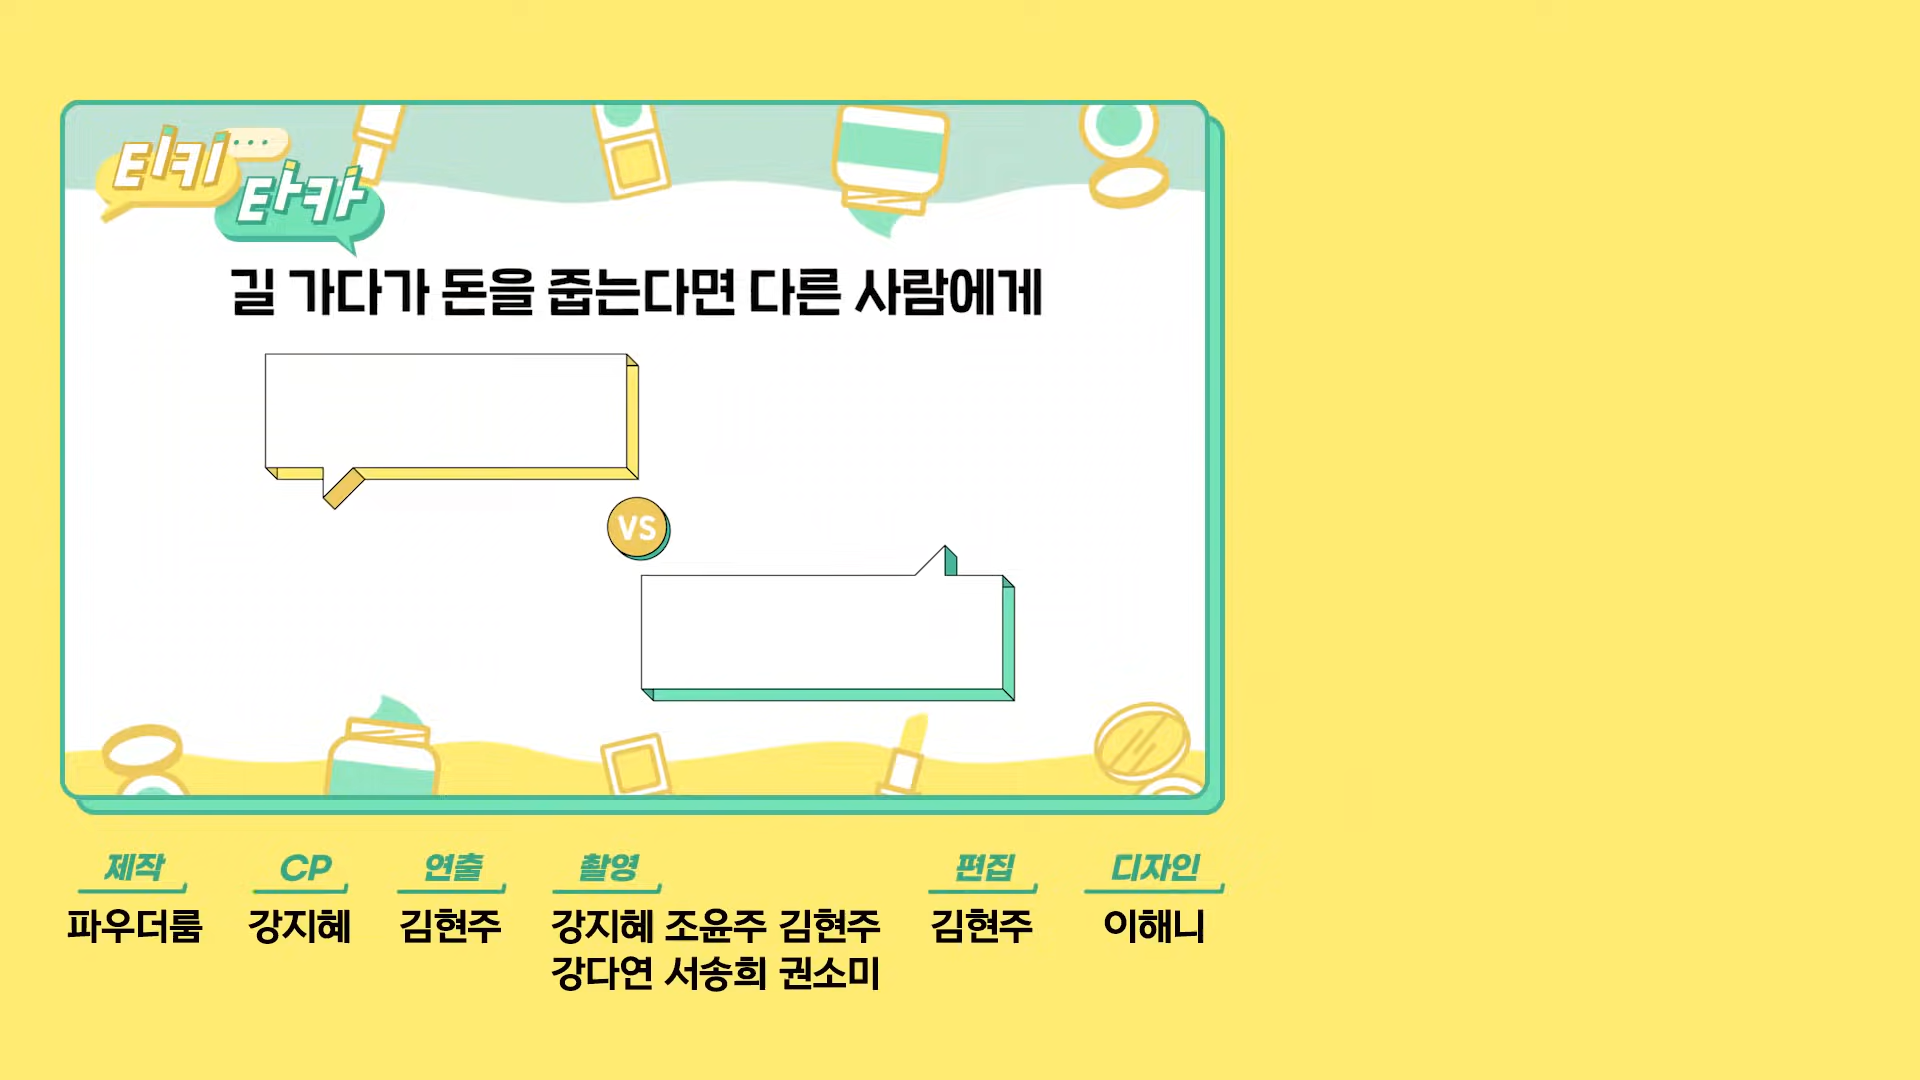 티키
타카
길 가다가 돈을 줍는다면 다른 사람에게
VS
제작 CP 연출 촬영 편집 디자인
파우더룸 강지혜 김현주 강지혜 조윤주 김현주 김현주 이해니
강다연 서송희 권소미